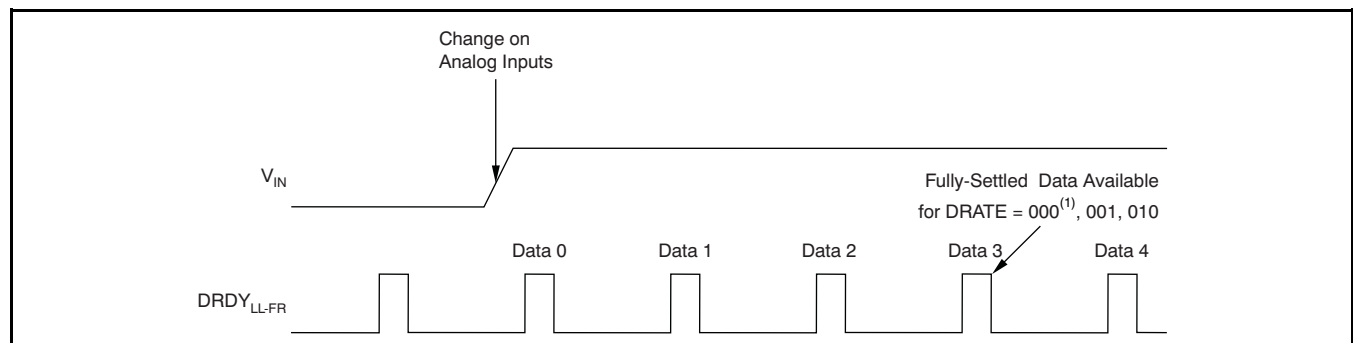 Change on
Analog Inputs
V_IN
Fully-Settled Data Available
for DRATE = 000(1), 001, 010
Data 0 Data 1 Data 2 Data 3 Data 4
DRDY_LL-FR